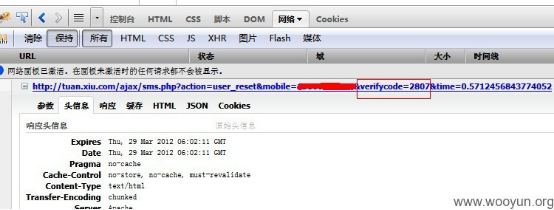 控制台 HTML CSS 脚本 DOM 网络 Cookies
清除 保持 所有 HTML CSS JS XHR 图片 Flash 媒体
URL 状态 域 大小 时间线
网络面板已激活。在面板未激活时的任何请求都不会被显示。
http://tuan.xiu.com/ajax/sms.php?action=user_reset&mobile= &verifycode=2807&time=0.5712456843774052
参数 头信息 响应 缓存 HTML JSON Cookies
响应头信息 原始头信息
Expires Thu, 29 Mar 2012 06:02:11 GMT
Date Thu, 29 Mar 2012 06:02:11 GMT
Pragma no-cache
Cache-Control no-store, no-cache, must-revalidate
Content-Type text/html
Transfer-Encoding chunked
Server Apache
www.wooyun.org